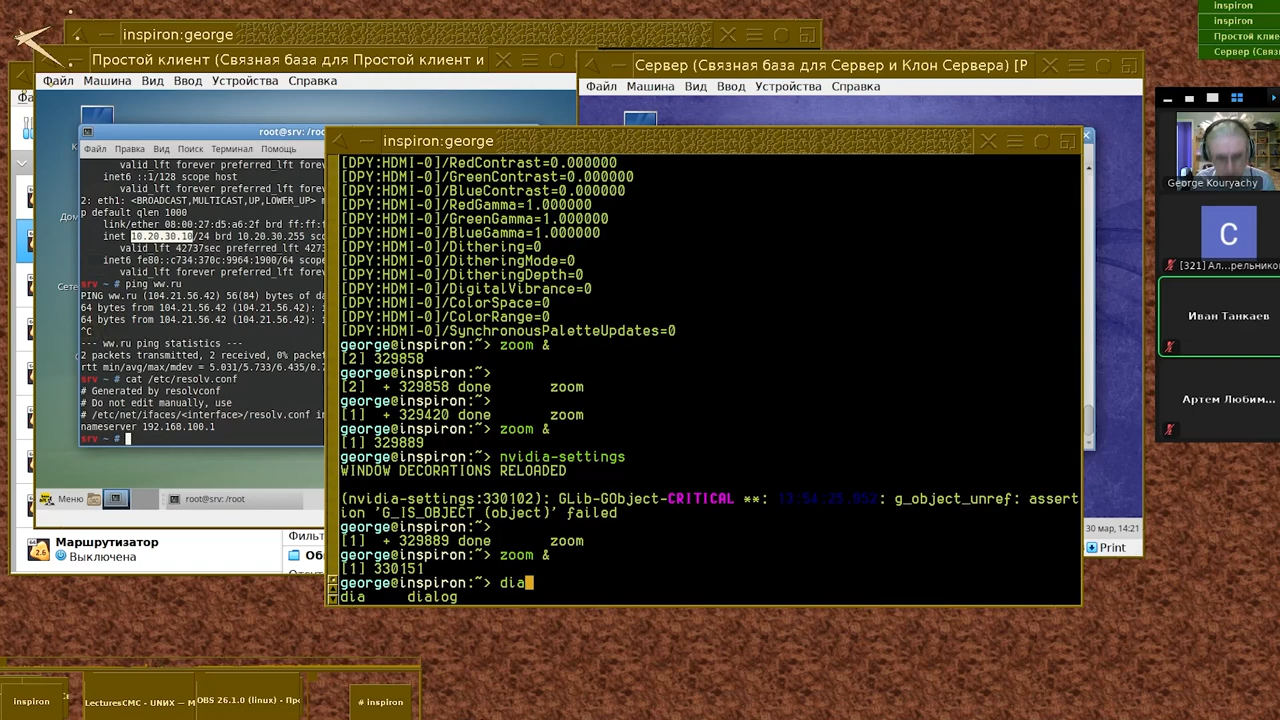 inspiron:george
inspiron
inspiron
Простой клие
Сервер (Связ
Простой клиент (Связная база для Простой клиент и
Файл Машина Вид Ввод Устройства Справка
Сервер (Связная база для Сервер и Клон Сервера) [Р
Файл Машина Вид Ввод Устройства Справка
root@srv: /roo
Файл Правка Вид Поиск Терминал Помощь
valid_lft forever preferred_lft forev
inet6 ::1/128 scope host
valid_lft forever preferred_lft forev
2: eth1: <BROADCAST,MULTICAST,UP,LOWER_UP> m
p default qlen 1000
link/ether 08:00:27:d5:a6:2f brd ff:ff:f
inet 10.20.30.10/24 brd 10.20.30.255 sco
valid_lft 42737sec preferred_lft 4273
inet6 fe80::c734:370c:9964:1900/64 scope
valid_lft forever preferred_lft forev
srv ~ # ping ww.ru
PING ww.ru (104.21.56.42) 56(84) bytes of da
64 bytes from 104.21.56.42 (104.21.56.42): i
64 bytes from 104.21.56.42 (104.21.56.42): i
^C
--- ww.ru ping statistics ---
2 packets transmitted, 2 received, 0% packet
rtt min/avg/max/mdev = 5.031/5.733/6.435/0.7
srv ~ # cat /etc/resolv.conf
# Generated by resolvconf
# Do not edit manually, use
# /etc/net/ifaces/<interface>/resolv.conf in
nameserver 192.168.100.1
srv ~ #
Меню
root@srv: /root
Маршрутизатор
Выключена
inspiron:george
[DPY:HDMI-0]/RedContrast=0.000000
[DPY:HDMI-0]/GreenContrast=0.000000
[DPY:HDMI-0]/BlueContrast=0.000000
[DPY:HDMI-0]/RedGamma=1.000000
[DPY:HDMI-0]/GreenGamma=1.000000
[DPY:HDMI-0]/BlueGamma=1.000000
[DPY:HDMI-0]/Dithering=0
[DPY:HDMI-0]/DitheringMode=0
[DPY:HDMI-0]/DitheringDepth=0
[DPY:HDMI-0]/DigitalVibrance=0
[DPY:HDMI-0]/ColorSpace=0
[DPY:HDMI-0]/ColorRange=0
[DPY:HDMI-0]/SynchronousPaletteUpdates=0
george@inspiron:~> zoom &
[2] 329858
george@inspiron:~>
[2] + 329858 done zoom
george@inspiron:~>
[1] + 329420 done zoom
george@inspiron:~> zoom &
[1] 329889
george@inspiron:~> nvidia-settings
WINDOW DECORATIONS RELOADED
(nvidia-settings:330102): GLib-GObject-CRITICAL **: : g_object_unref: assert
ion 'G_IS_OBJECT (object)' failed
george@inspiron:~>
[1] + 329889 done zoom
george@inspiron:~> zoom &
[1] 330151
george@inspiron:~> dia
dia dialog
30 мар, 14:21
Print
George Kouryachy
C
[321] Ал...рельников
Иван Танкаев
Артем Любим...
inspiron
LecturesCMC - UNИX — М
OBS 26.1.0 (linux) - Про
# inspiron